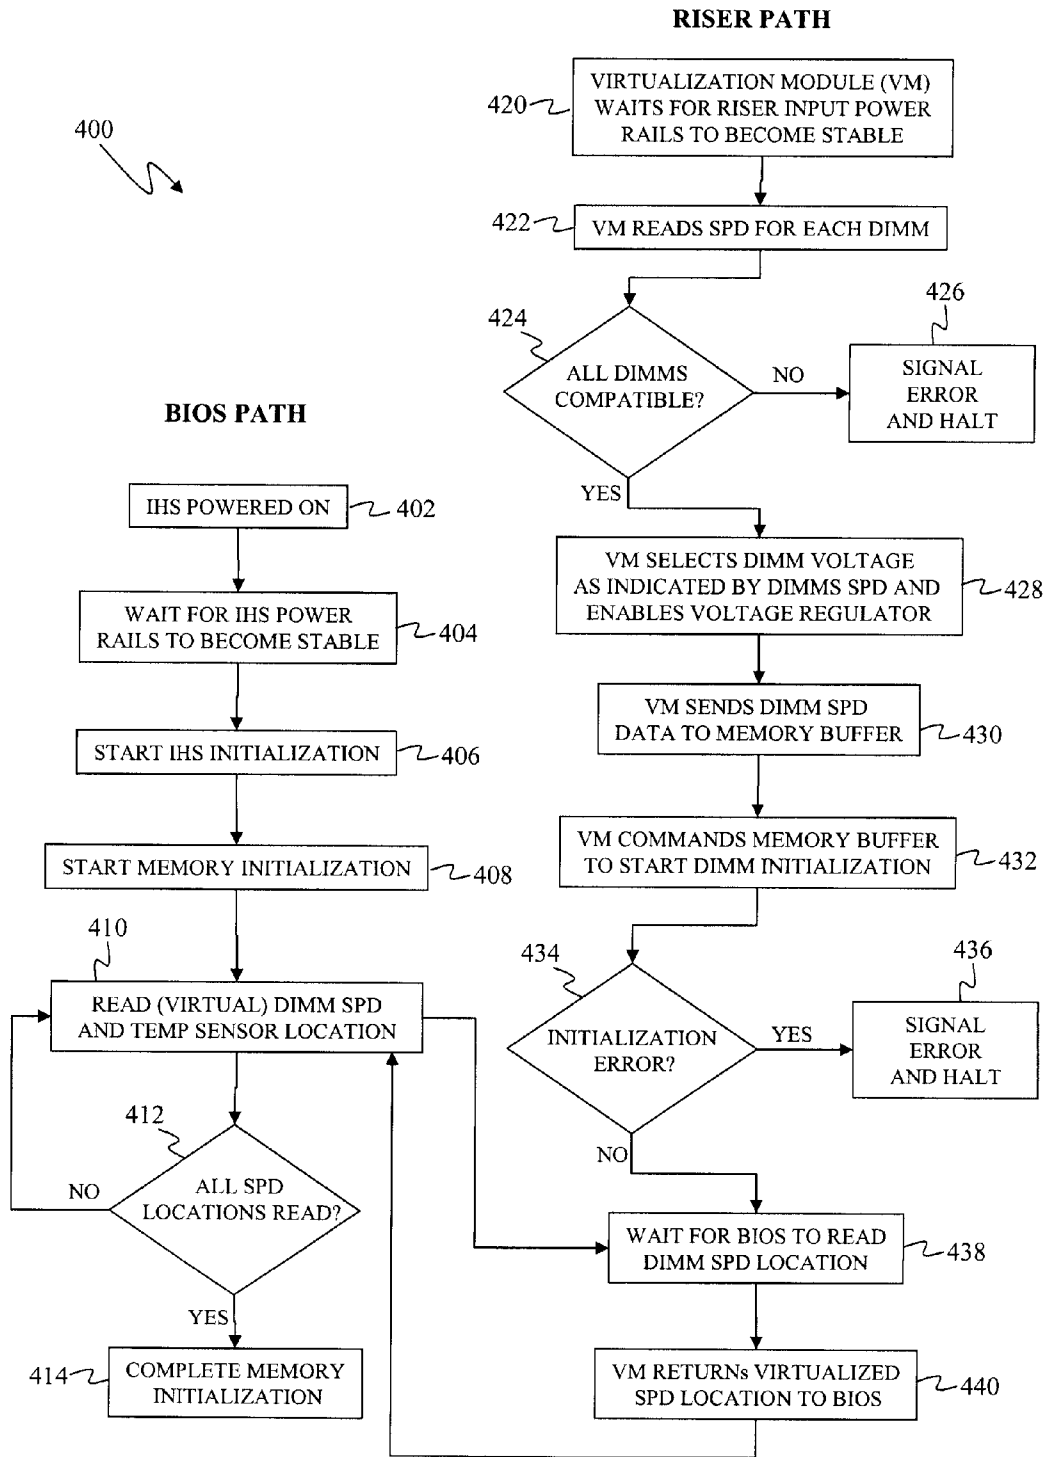 RISER PATH
VIRTUALIZATION MODULE (VM)
WAITS FOR RISER INPUT POWER
RAILS TO BECOME STABLE
420
400
422
VM READS SPD FOR EACH DIMM
424
426
ALL DIMMS
COMPATIBLE?
NO
SIGNAL
ERROR
AND HALT
YES
VM SELECTS DIMM VOLTAGE
AS INDICATED BY DIMMS SPD AND
ENABLES VOLTAGE REGULATOR
428
VM SENDS DIMM SPD
DATA TO MEMORY BUFFER
430
VM COMMANDS MEMORY BUFFER
TO START DIMM INITIALIZATION
432
434
436
INITIALIZATION
ERROR?
YES
SIGNAL
ERROR
AND HALT
NO
WAIT FOR BIOS TO READ
DIMM SPD LOCATION
438
VM RETURNs VIRTUALIZED
SPD LOCATION TO BIOS
440
BIOS PATH
IHS POWERED ON
402
WAIT FOR IHS POWER
RAILS TO BECOME STABLE
404
START IHS INITIALIZATION
406
START MEMORY INITIALIZATION
408
410
READ (VIRTUAL) DIMM SPD
AND TEMP SENSOR LOCATION
412
NO
ALL SPD
LOCATIONS READ?
YES
414
COMPLETE MEMORY
INITIALIZATION